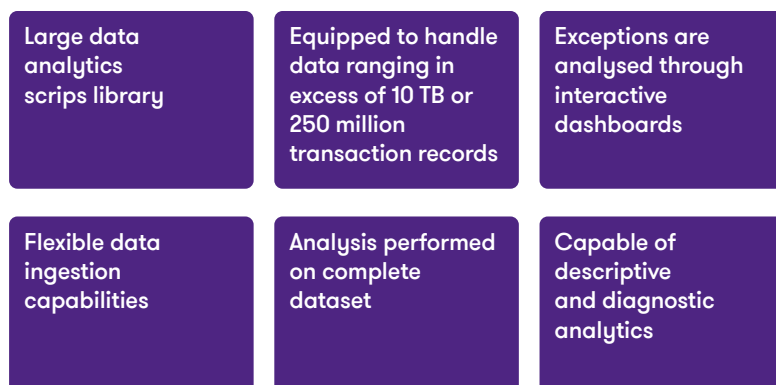 Large data
analytics
scrips library
Equipped to handle
data ranging in
excess of 10 TB or
250 million
transaction records
Exceptions are
analysed through
interactive
dashboards
Flexible data
ingestion
capabilities
Analysis performed
on complete
dataset
Capable of
descriptive
and diagnostic
analytics